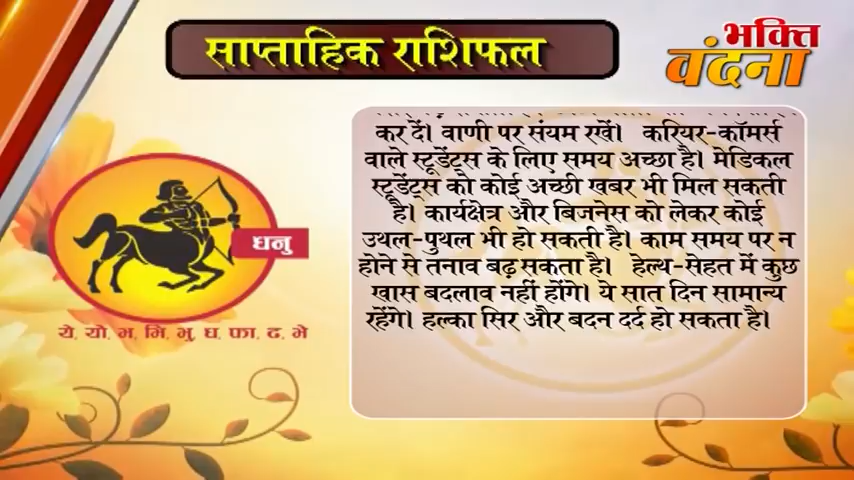 साप्ताहिक राशिफल
भक्ति
वंदना
कर दें। वाणी पर संयम रखें। करियर-कॉमर्स
वाले स्टूडेंट्स के लिए समय अच्छा है। मेडिकल
स्टूडेंट्स को कोई अच्छी खबर भी मिल सकती
है। कार्यक्षेत्र और बिजनेस को लेकर कोई
उथल-पुथल भी हो सकती है। काम समय पर न
होने से तनाव बढ़ सकता है। हेल्थ-सेहत में कुछ
खास बदलाव नहीं होंगे। ये सात दिन सामान्य
रहेंगे। हल्का सिर और बदन दर्द हो सकता है।
धनु
ये, यो, भ, भि, भु, ध, फा, ढ, भे